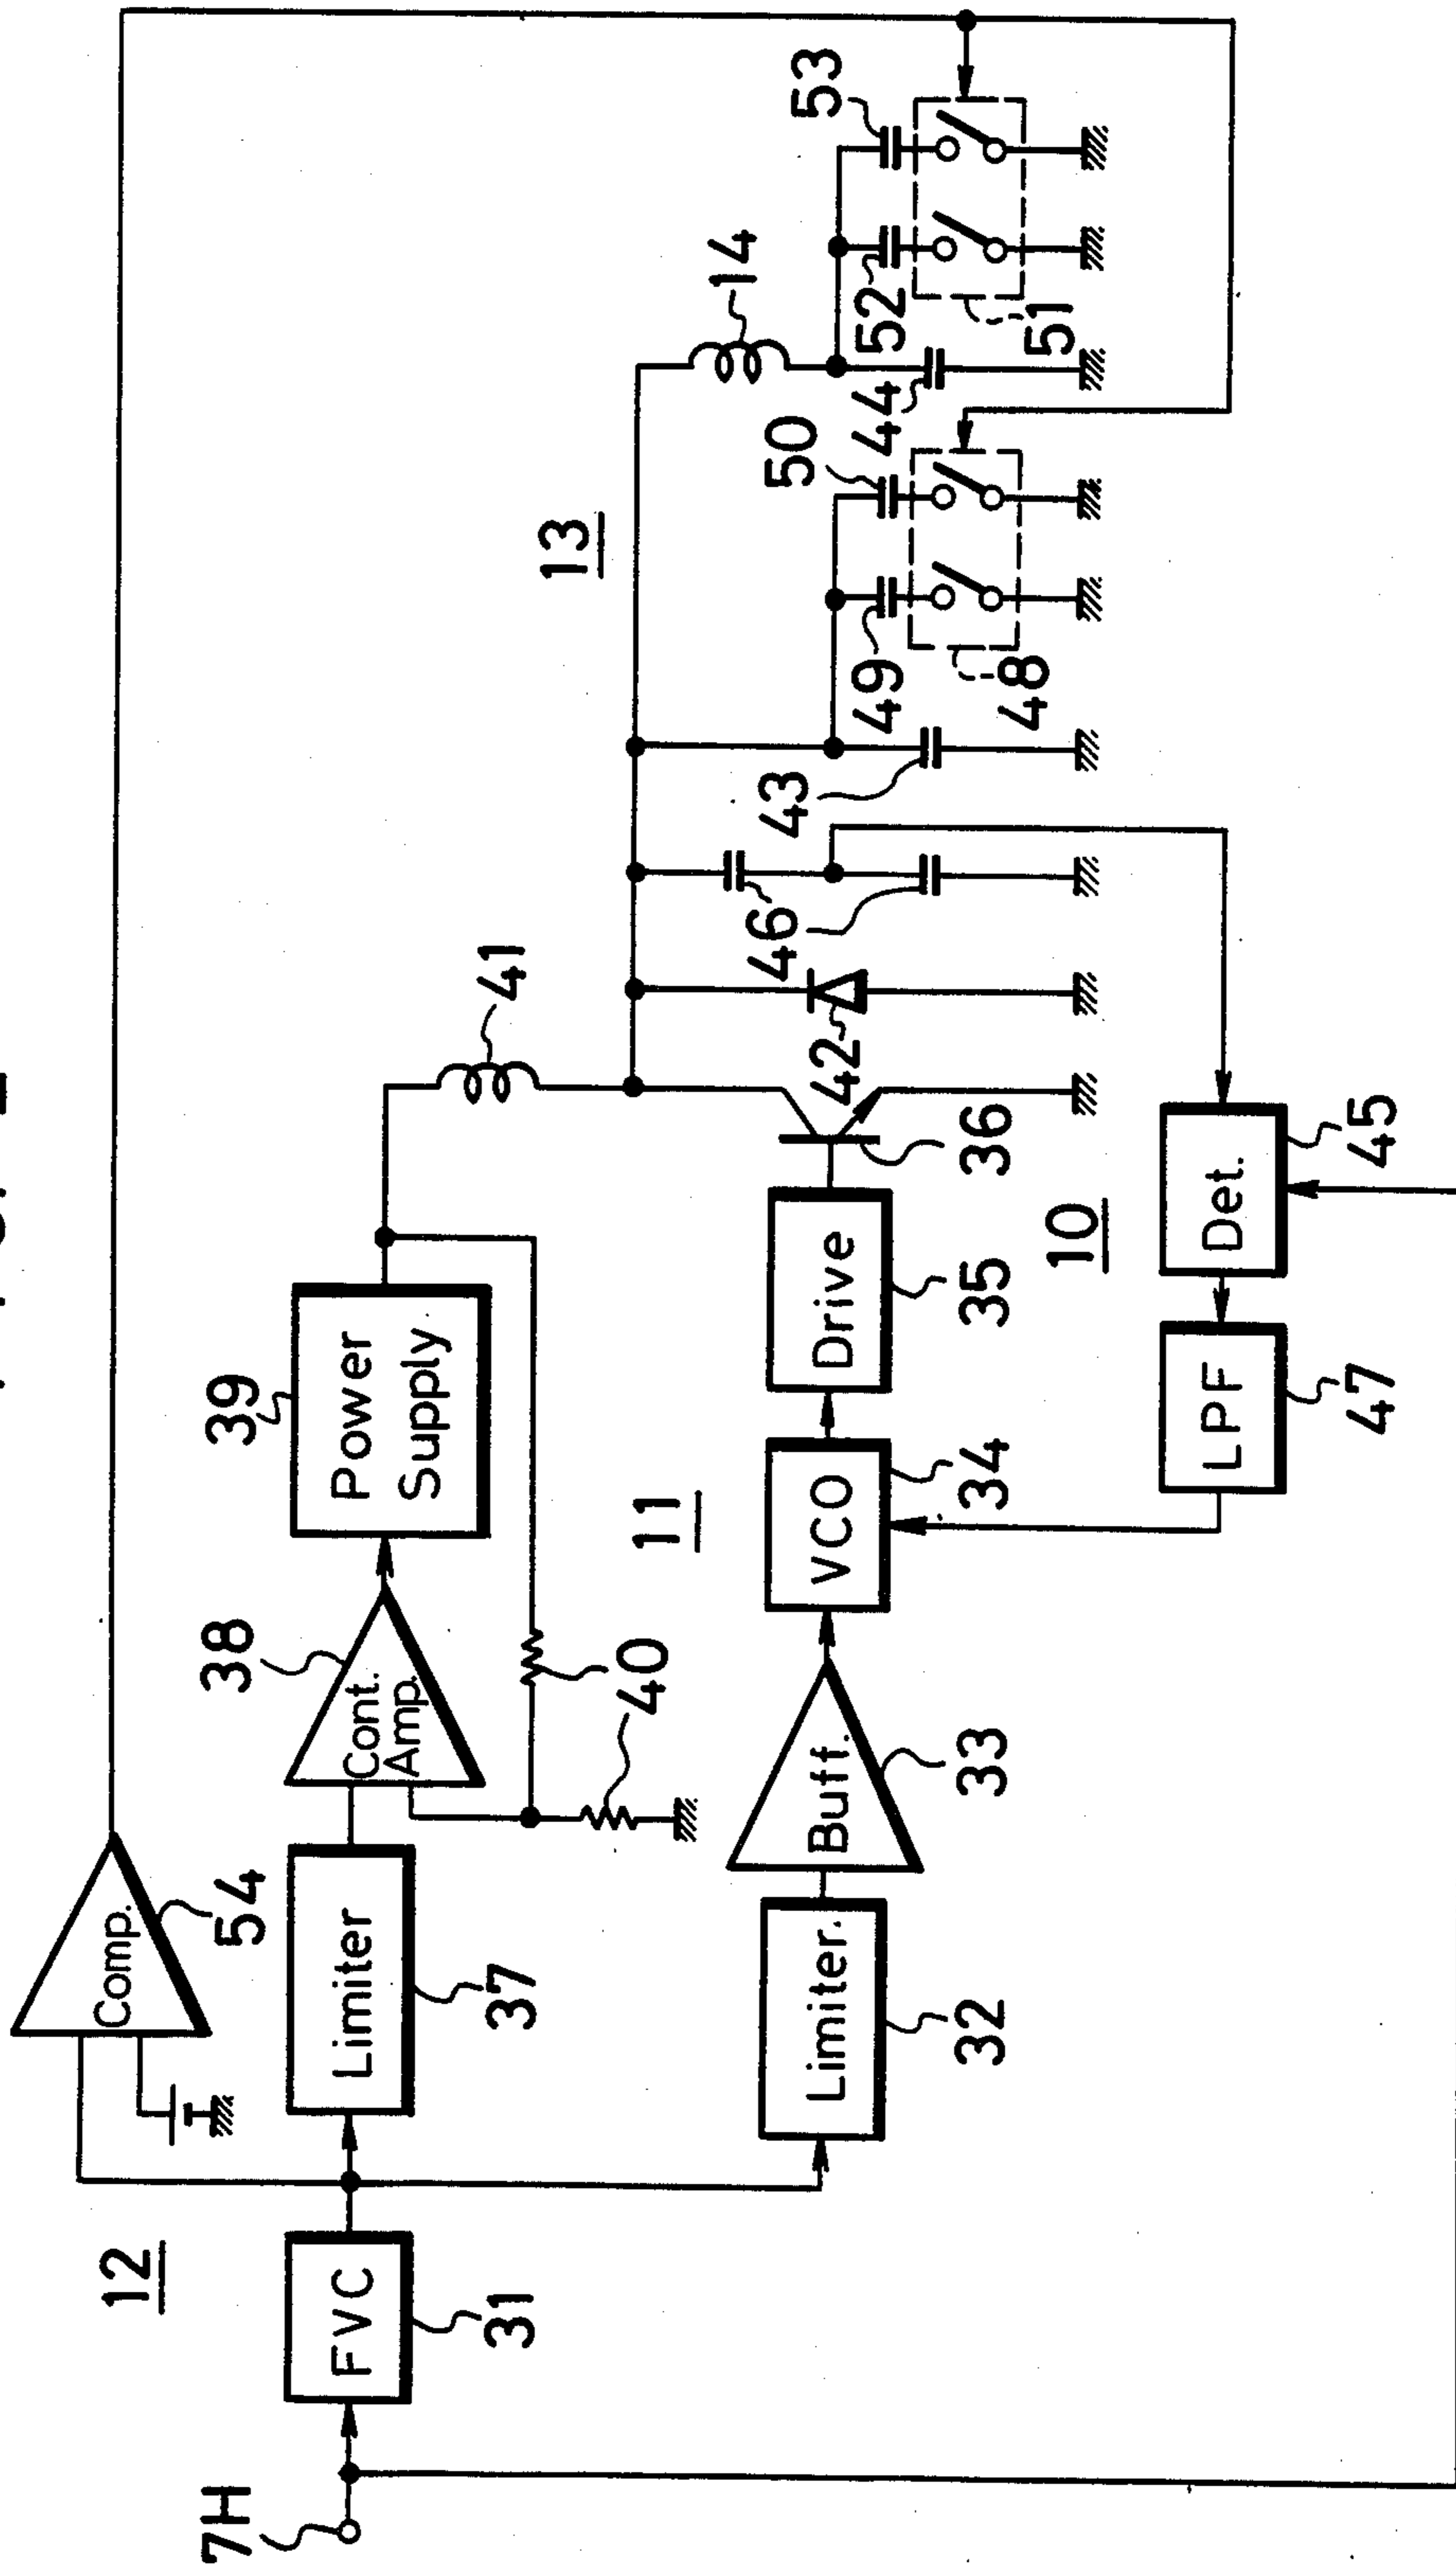 12
54
Comp.
7H
FVC
31
Limiter
37
38
Cont.
Amp.
39
Power
Supply
40
41
11
13
14
Limiter.
32
Buff.
33
VCO
34
Drive
35
36
42
46
43
49
50
48
44
52
53
51
10
LPF
47
Det.
45